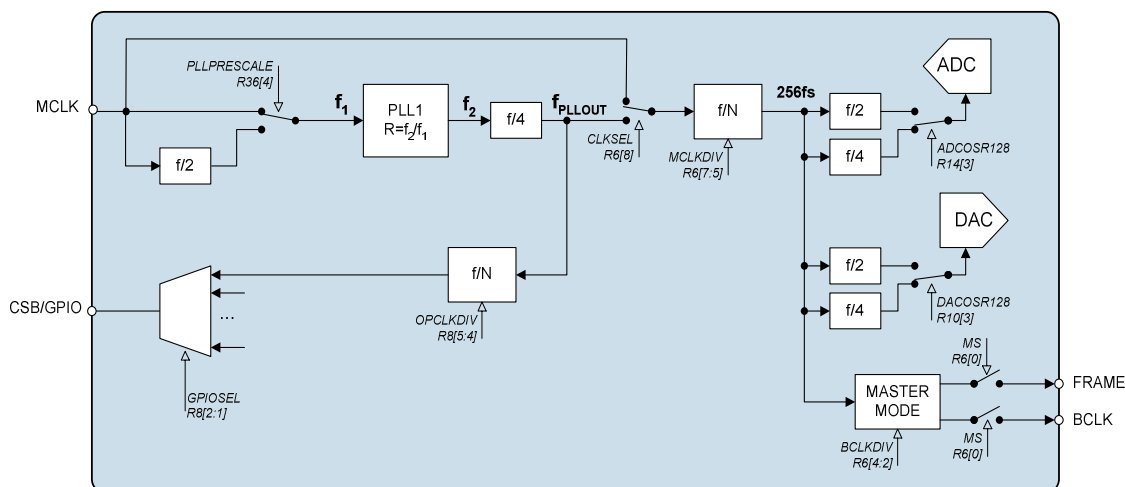 MCLK
PLLPRESCALE
R36[4]
f/2
f1
PLL1
R=f2/f1
f2
f/4
fPLLOUT
CLKSEL
R6[8]
f/N
MCLKDIV
R6[7:5]
256fs
f/2
f/4
ADC
ADCOSR128
R14[3]
DAC
f/2
f/4
DACOSR128
R10[3]
CSB/GPIO
...
GPIOSEL
R8[2:1]
f/N
OPCLKDIV
R8[5:4]
MASTER
MODE
BCLKDIV
R6[4:2]
MS
R6[0]
FRAME
BCLK
MS
R6[0]